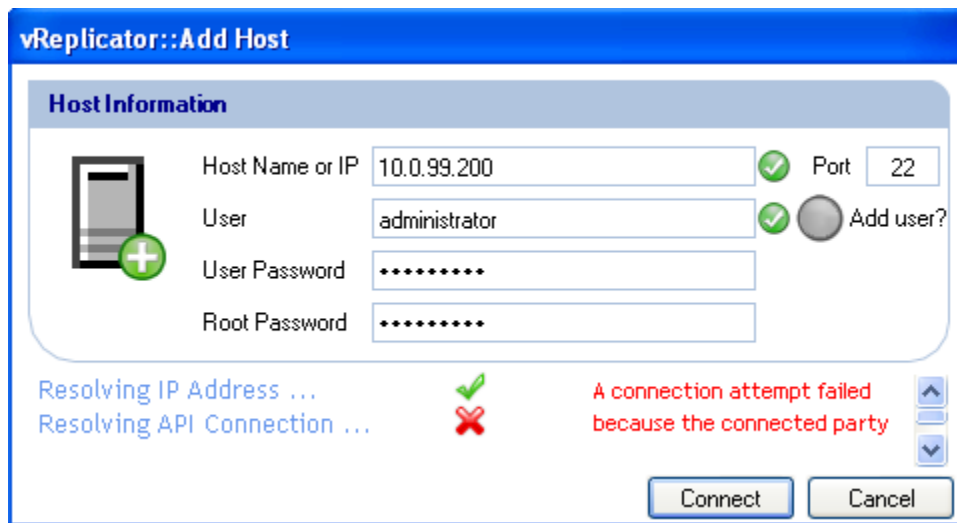 vReplicator::Add Host
Host Information
Host Name or IP 10.0.99.200 Port 22
User administrator Add user?
User Password •••••••••
Root Password •••••••••
Resolving IP Address ...
Resolving API Connection ...
A connection attempt failed
because the connected party
Connect Cancel